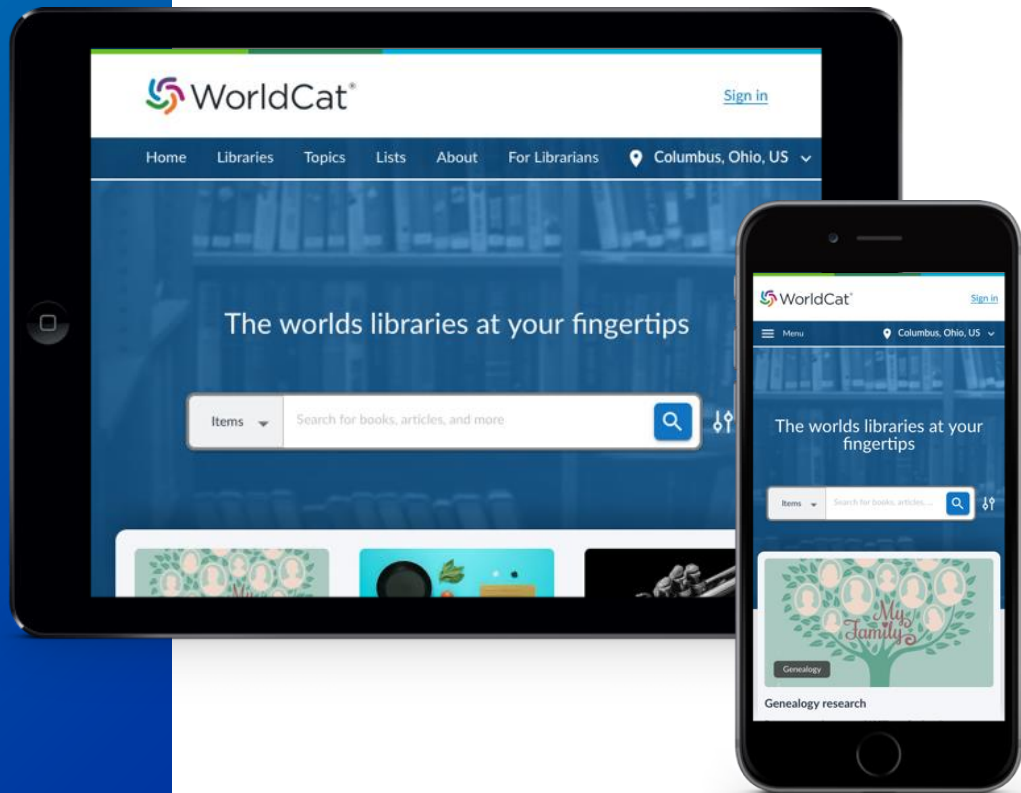 WorldCat®
Sign in
Home Libraries Topics Lists About For Librarians Columbus, Ohio, US
The worlds libraries at your fingertips
Items Search for books, articles, and more
My
Family
WorldCat®
Sign in
Menu Columbus, Ohio, US
The worlds libraries at your
fingertips
Items Search for books, articles, ...
My
Family
Genealogy
Genealogy research